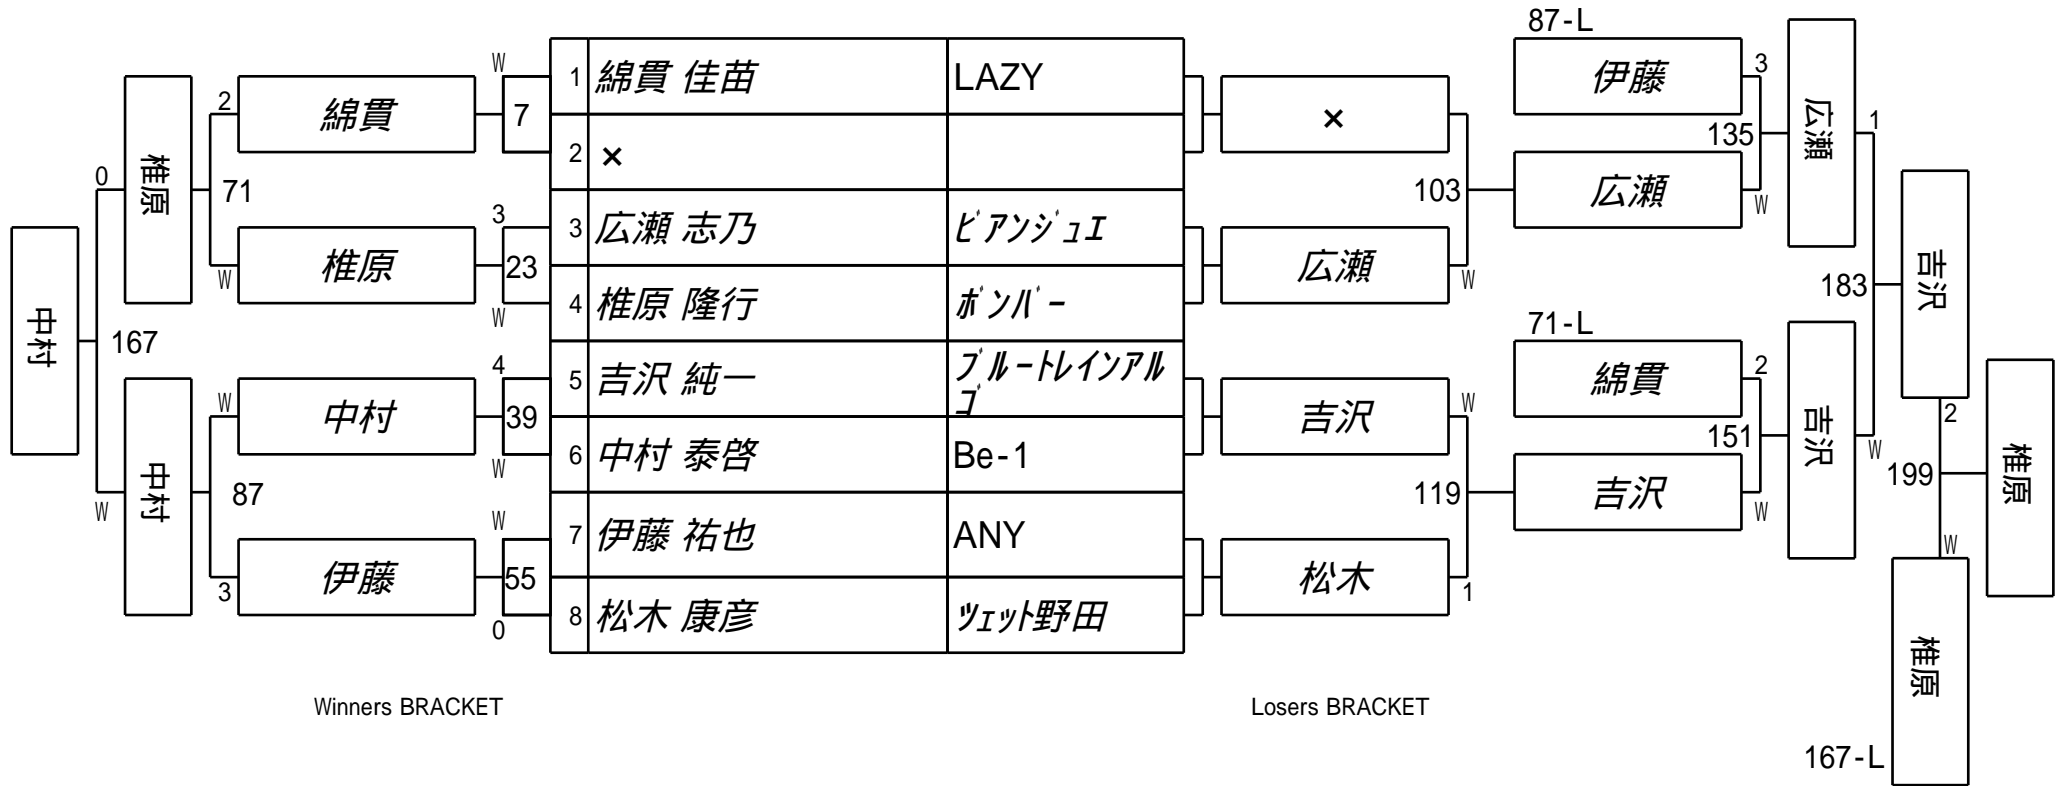 87-L
W
1 綿貫 佳苗 LAZY
伊藤 3
2 綿貫 7
×
135
広瀬 1
2 ×
0 椎原 71
103
広瀬 W
吉沢
3
3 広瀬 志乃 ビアンジュエ
W 椎原 23
広瀬 W
183
4 椎原 隆行 ボンバー
W
中村 167
71-L
4
5 吉沢 純一 ブルートレインアル
ゴ
綿貫 2
W 中村 39
吉沢 W
151
吉沢 W
2
6 中村 泰啓 Be-1
W
W 中村 87
119
吉沢 W
199
椎原
W
7 伊藤 祐也 ANY
W
3 伊藤 55
松木 1
8 松木 康彦 ツェット野田
0
椎原
Winners BRACKET
Losers BRACKET
167-L